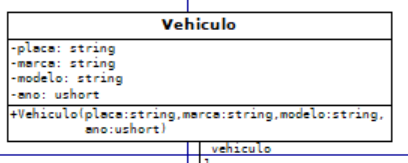 Vehiculo
-placa: string
-marca: string
-modelo: string
-ano: ushort
+Vehiculo(placa:string,marca:string,modelo:string,
ano:ushort)
vehiculo
1